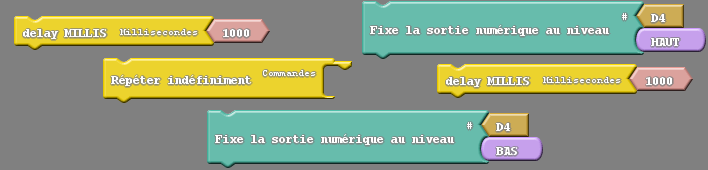 delay MILLIS Millisecondes 1000
Fixe la sortie numérique au niveau # D4
HAUT
Répéter indéfiniment Commandes
delay MILLIS Millisecondes 1000
Fixe la sortie numérique au niveau # D4
BAS